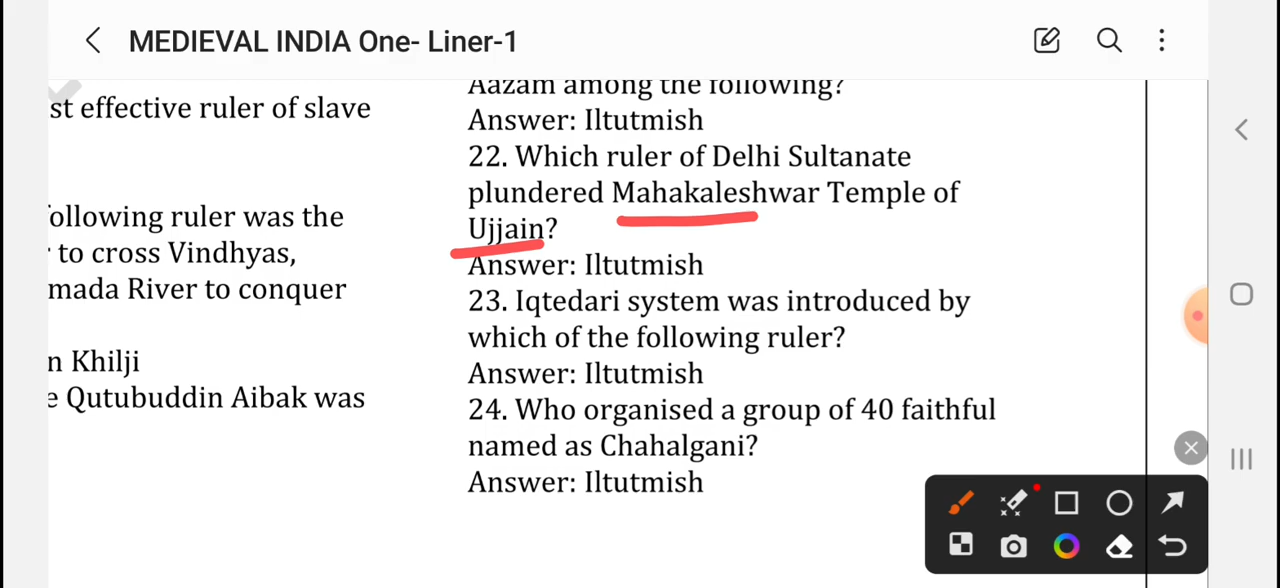 MEDIEVAL INDIA One- Liner-1
st effective ruler of slave
following ruler was the
to cross Vindhyas,
mada River to conquer
n Khilji
e Qutubuddin Aibak was
Aazam among the following?
Answer: Iltutmish
22. Which ruler of Delhi Sultanate
plundered Mahakaleshwar Temple of
Ujjain?
Answer: Iltutmish
23. Iqtedari system was introduced by
which of the following ruler?
Answer: Iltutmish
24. Who organised a group of 40 faithful
named as Chahalgani?
Answer: Iltutmish